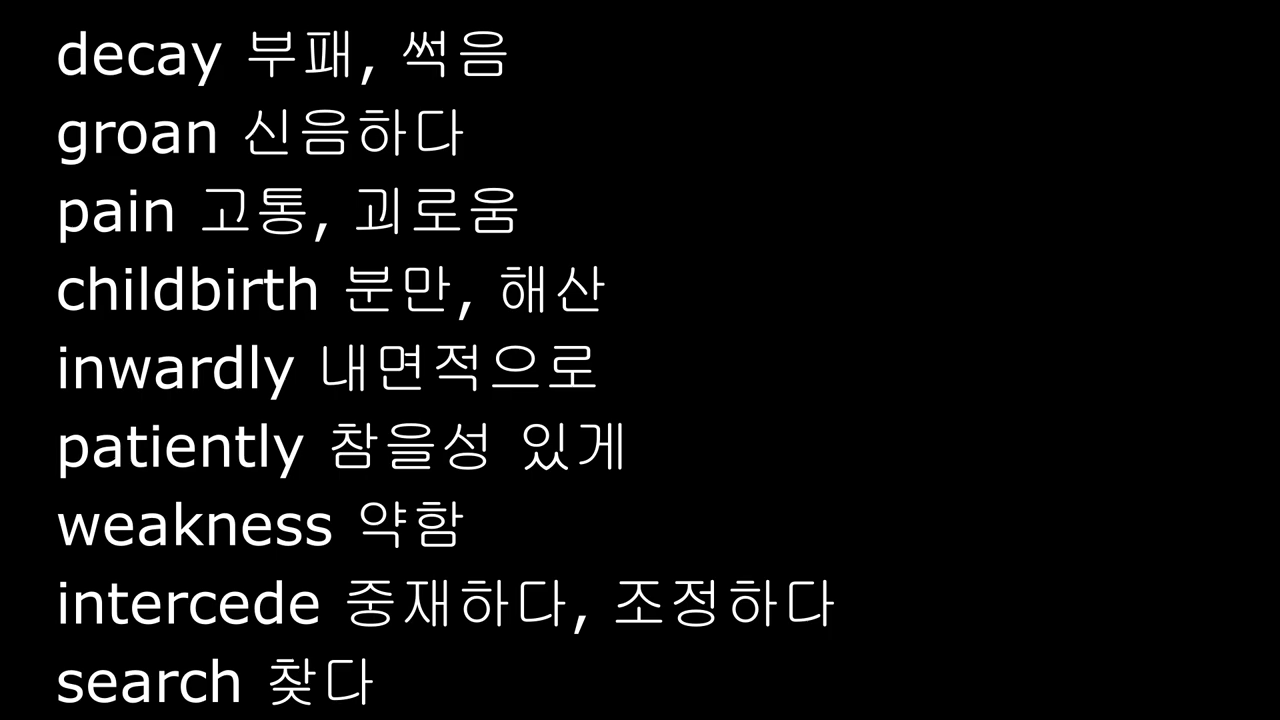 decay 부패, 썩음
groan 신음하다
pain 고통, 괴로움
childbirth 분만, 해산
inwardly 내면적으로
patiently 참을성 있게
weakness 약함
intercede 중재하다, 조정하다
search 찾다